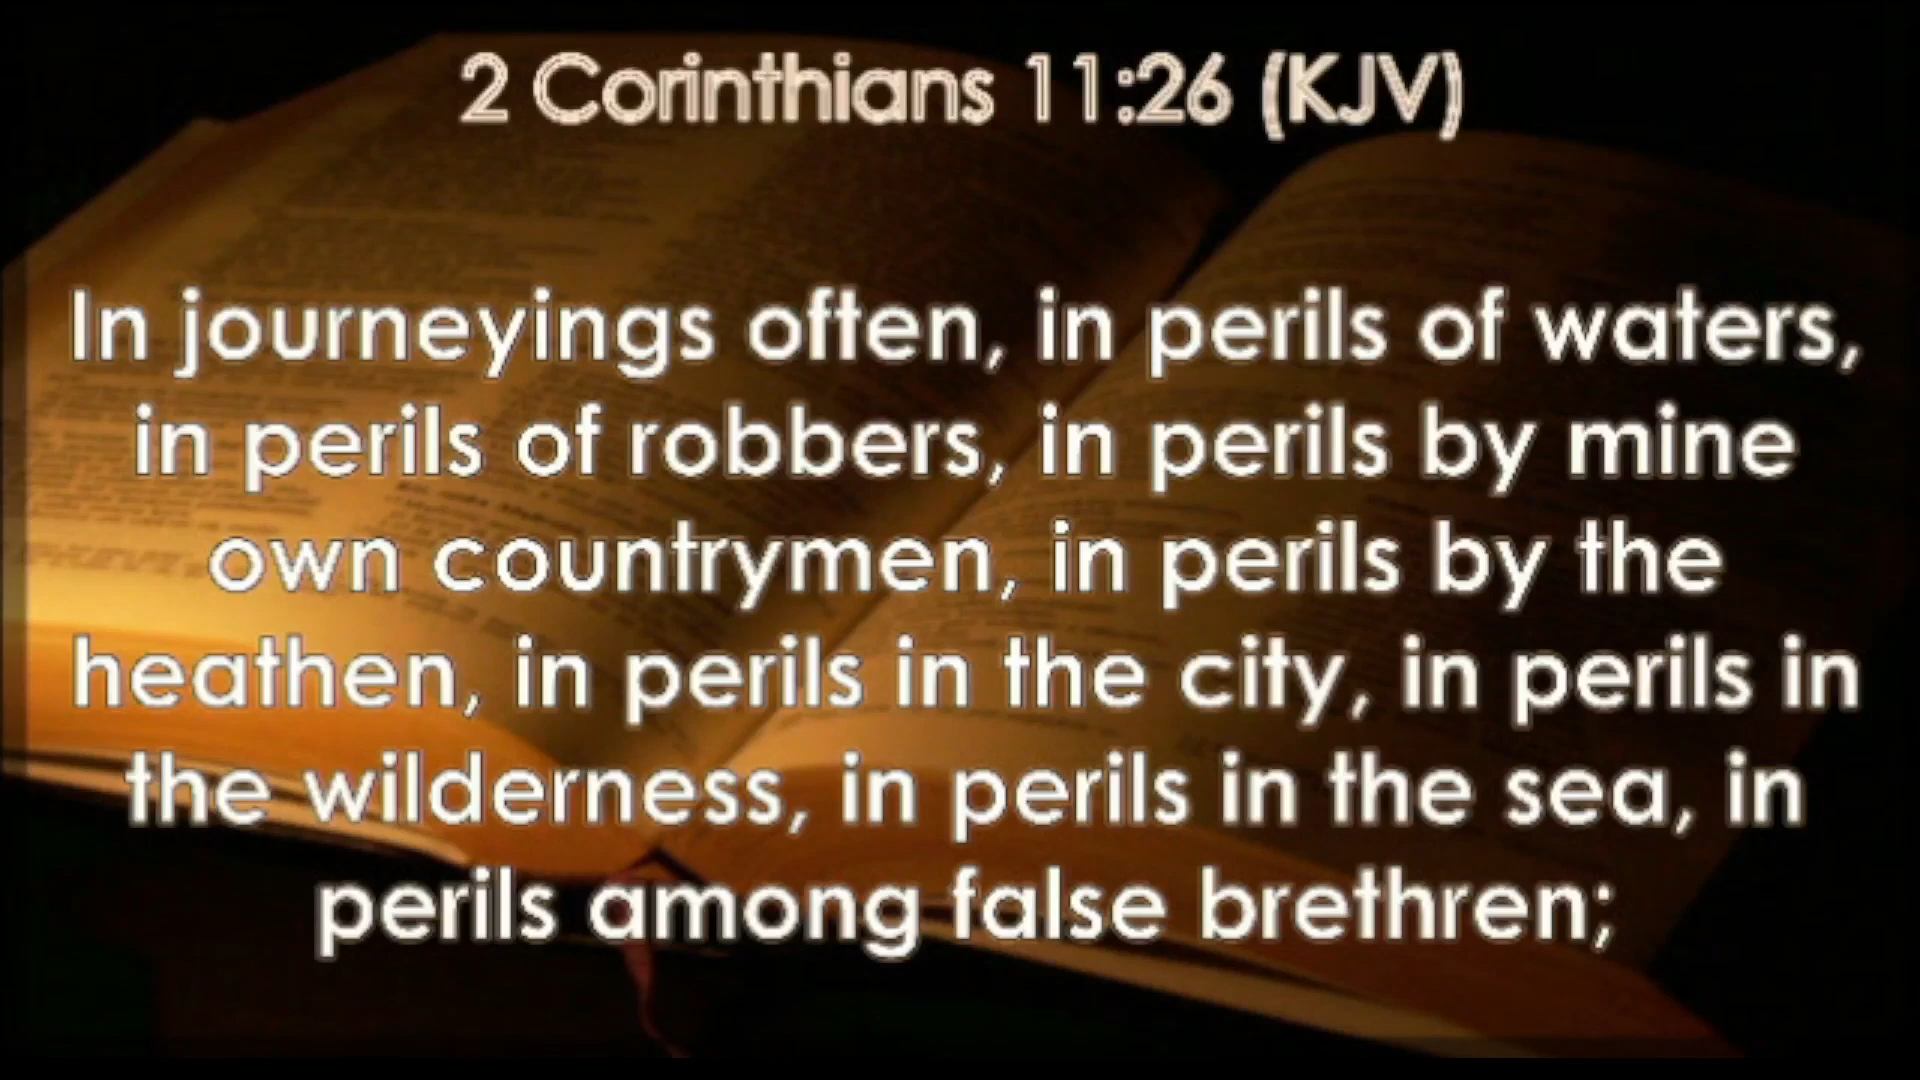 2 Corinthians 11:26 (KJV)
In journeyings often, in perils of waters,
in perils of robbers, in perils by mine
own countrymen, in perils by the
heathen, in perils in the city, in perils in
the wilderness, in perils in the sea, in
perils among false brethren;